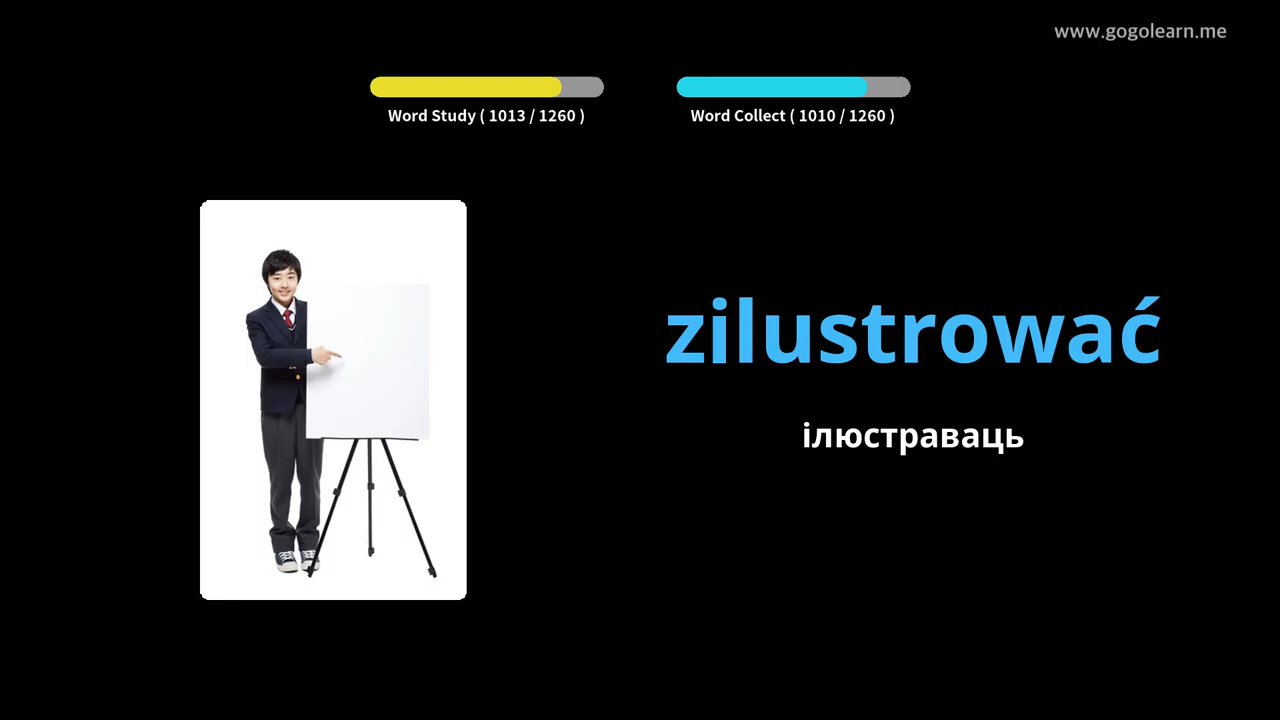 www.gogolearn.me
Word Study ( 1013 / 1260 )
Word Collect ( 1010 / 1260 )
zilustrować
ілюстраваць